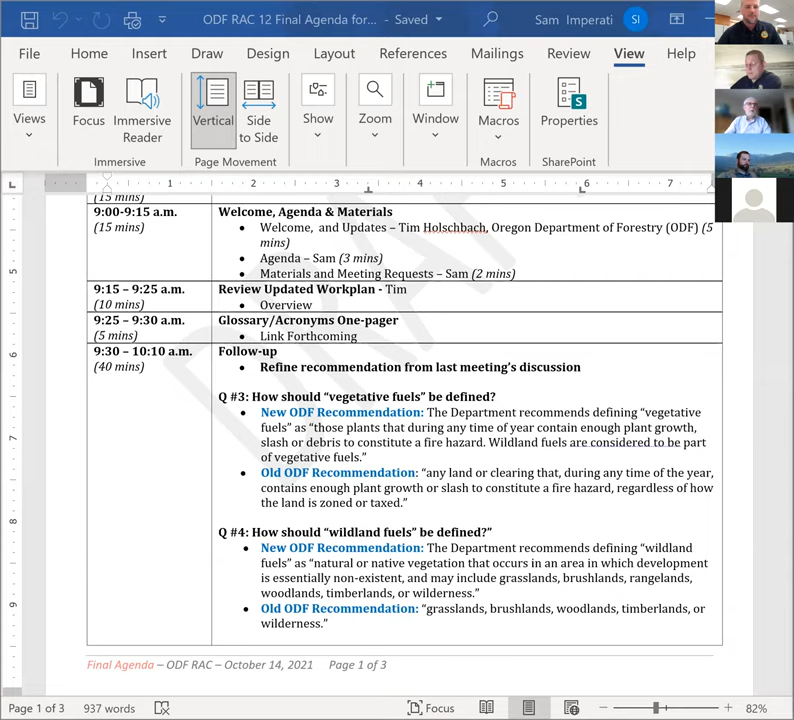 ODF RAC 12 Final Agenda for... - Saved
Sam Imperati
SI
File Home Insert Draw Design Layout References Mailings Review View Help
Views
Focus
Immersive Reader
Vertical
Side to Side
Show
Zoom
Window
Macros
Properties
Immersive
Page Movement
Macros
SharePoint
L
1 2 3 4 5 6 7
(15 mins)
9:00-9:15 a.m.
(15 mins)
Welcome, Agenda & Materials
• Welcome, and Updates – Tim Holschbach, Oregon Department of Forestry (ODF) (5
mins)
• Agenda – Sam (3 mins)
• Materials and Meeting Requests – Sam (2 mins)
9:15 – 9:25 a.m.
(10 mins)
Review Updated Workplan - Tim
• Overview
9:25 – 9:30 a.m.
(5 mins)
Glossary/Acronyms One-pager
• Link Forthcoming
9:30 – 10:10 a.m.
(40 mins)
Follow-up
• Refine recommendation from last meeting's discussion
Q #3: How should "vegetative fuels" be defined?
• New ODF Recommendation: The Department recommends defining "vegetative
fuels" as "those plants that during any time of year contain enough plant growth,
slash or debris to constitute a fire hazard. Wildland fuels are considered to be part
of vegetative fuels."
• Old ODF Recommendation: "any land or clearing that, during any time of the year,
contains enough plant growth or slash to constitute a fire hazard, regardless of how
the land is zoned or taxed."
Q #4: How should "wildland fuels" be defined?"
• New ODF Recommendation: The Department recommends defining "wildland
fuels" as "natural or native vegetation that occurs in an area in which development
is essentially non-existent, and may include grasslands, brushlands, rangelands,
woodlands, timberlands, or wilderness."
• Old ODF Recommendation: "grasslands, brushlands, woodlands, timberlands, or
wilderness."
5
6
7
8
9
DRAFT
Final Agenda – ODF RAC – October 14, 2021 Page 1 of 3
Page 1 of 3 937 words
Focus
82%